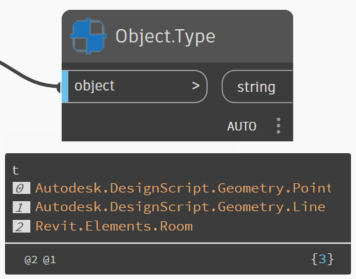 Object.Type
object > string
AUTO
t
0 Autodesk.DesignScript.Geometry.Point
1 Autodesk.DesignScript.Geometry.Line
2 Revit.Elements.Room
@2 @1 {3}